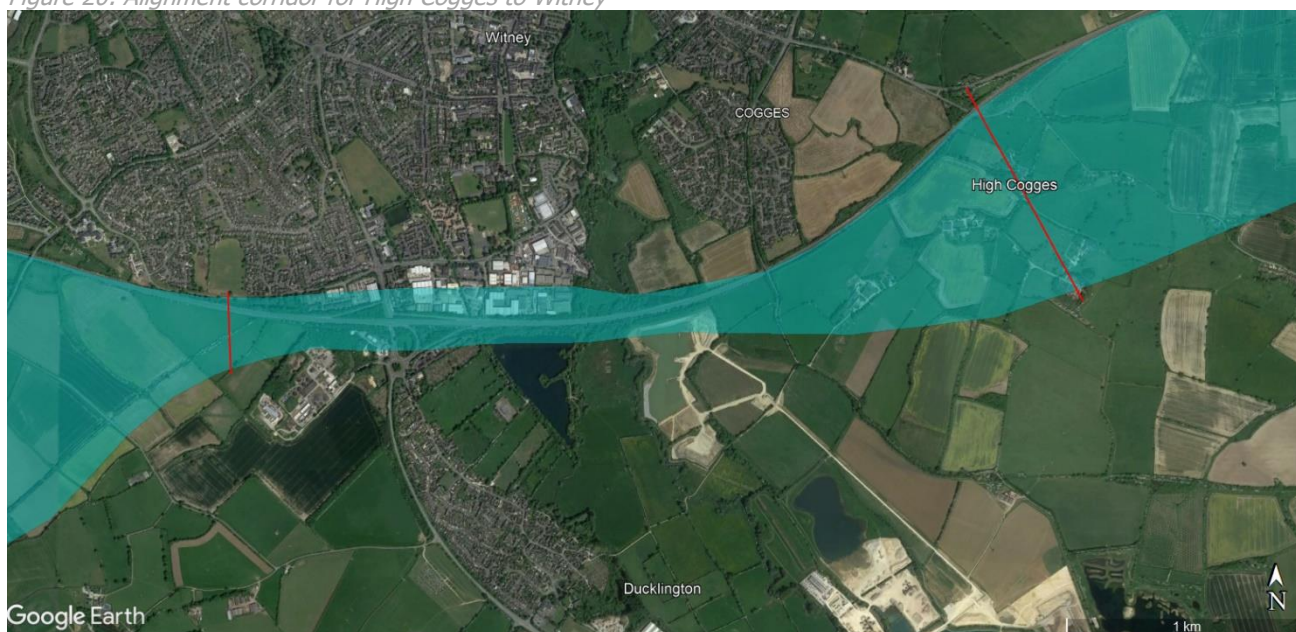 Figure 20: Alignment corridor for High Cogges to Witney
Witney
COGGES
High Cogges
Ducklington
Google Earth
N
1 km